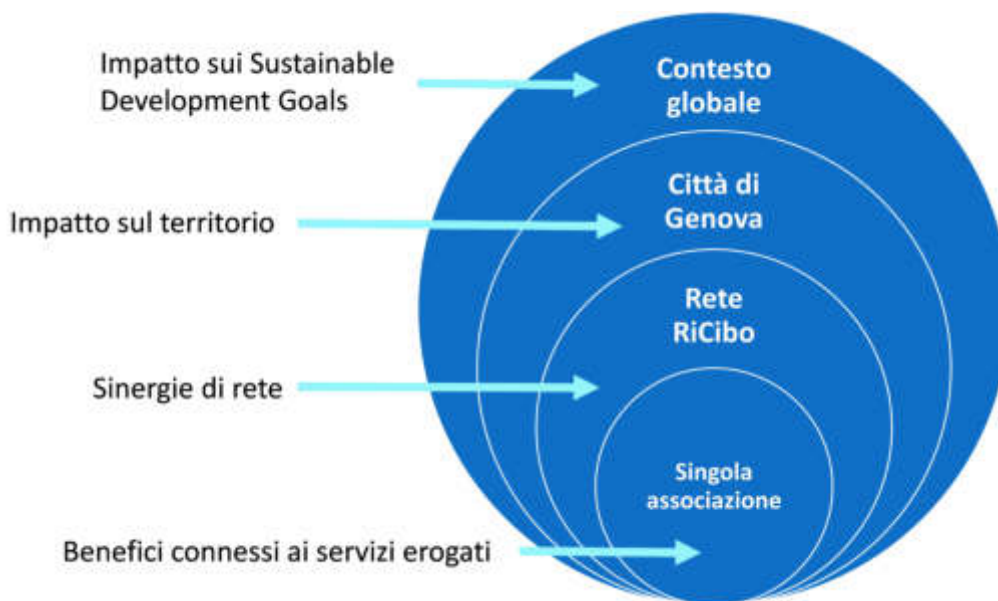 Impatto sui Sustainable
Development Goals
Contesto
globale
Impatto sul territorio
Città di
Genova
Sinergie di rete
Rete
RiCibo
Benefici connessi ai servizi erogati
Singola
associazione